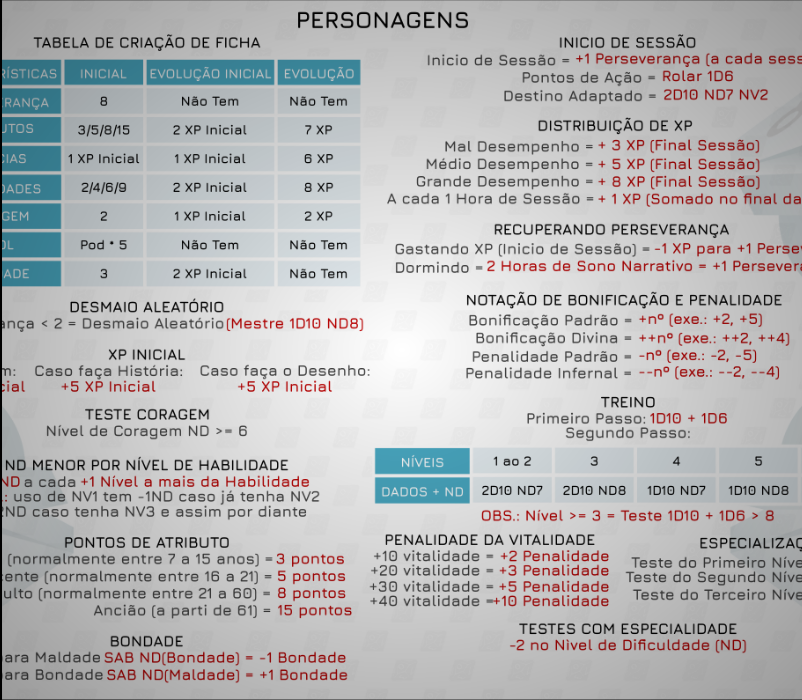 PERSONAGENS
TABELA DE CRIAÇÃO DE FICHA
RÍSTICAS INICIAL EVOLUÇÃO INICIAL EVOLUÇÃO
ERANÇA 8 Não Tem Não Tem
UTOS 3/5/8/15 2 XP Inicial 7 XP
CIAS 1 XP Inicial 1 XP Inicial 6 XP
DADES 2/4/6/9 2 XP Inicial 8 XP
GEM 2 1 XP Inicial 2 XP
OL Pod * 5 Não Tem Não Tem
ADE 3 2 XP Inicial Não Tem
DESMAIO ALEATÓRIO
ança < 2 = Desmaio Aleatório(Mestre 1D10 ND8)
XP INICIAL
m: Caso faça História: Caso faça o Desenho:
cial +5 XP Inicial +5 XP Inicial
TESTE CORAGEM
Nível de Coragem ND >= 6
ND MENOR POR NÍVEL DE HABILIDADE
ND a cada +1 Nível a mais da Habilidade
.: uso de NV1 tem -1ND caso já tenha NV2
2ND caso tenha NV3 e assim por diante
PONTOS DE ATRIBUTO
(normalmente entre 7 a 15 anos) = 3 pontos
cente (normalmente entre 16 a 21) = 5 pontos
ulto (normalmente entre 21 a 60) = 8 pontos
Ancião (a parti de 61) = 15 pontos
BONDADE
para Maldade SAB ND(Bondade) = -1 Bondade
para Bondade SAB ND(Maldade) = +1 Bondade
INICIO DE SESSÃO
Inicio de Sessão = +1 Perseverança (a cada sess
Pontos de Ação = Rolar 1D6
Destino Adaptado = 2D10 ND7 NV2
DISTRIBUIÇÃO DE XP
Mal Desempenho = + 3 XP (Final Sessão)
Médio Desempenho = + 5 XP (Final Sessão)
Grande Desempenho = + 8 XP (Final Sessão)
A cada 1 Hora de Sessão = + 1 XP (Somado no final da
RECUPERANDO PERSEVERANÇA
Gastando XP (Inicio de Sessão) = -1 XP para +1 Perse
Dormindo = 2 Horas de Sono Narrativo = +1 Persevera
NOTAÇÃO DE BONIFICAÇÃO E PENALIDADE
Bonificação Padrão = +nº (exe.: +2, +5)
Bonificação Divina = ++nº (exe.: ++2, ++4)
Penalidade Padrão = -nº (exe.: -2, -5)
Penalidade Infernal = --nº (exe.: --2, --4)
TREINO
Primeiro Passo: 1D10 + 1D6
Segundo Passo:
NÍVEIS 1 ao 2 3 4 5
DADOS + ND 2D10 ND7 2D10 ND8 1D10 ND7 1D10 ND8
OBS.: Nível >= 3 = Teste 1D10 + 1D6 > 8
PENALIDADE DA VITALIDADE
+10 vitalidade = +2 Penalidade
+20 vitalidade = +3 Penalidade
+30 vitalidade = +5 Penalidade
+40 vitalidade =+10 Penalidade
ESPECIALIZAÇ
Teste do Primeiro Níve
Teste do Segundo Níve
Teste do Terceiro Níve
TESTES COM ESPECIALIDADE
-2 no Nivel de Dificuldade (ND)